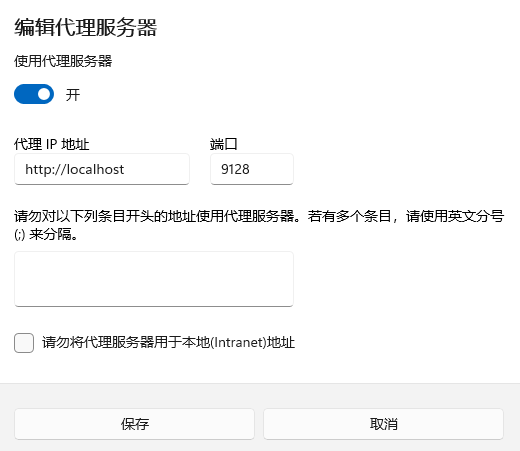 编辑代理服务器
使用代理服务器
开
代理 IP 地址
端口
http://localhost
9128
请勿对以下列条目开头的地址使用代理服务器。若有多个条目，请使用英文分号
(;) 来分隔。
请勿将代理服务器用于本地(Intranet)地址
保存
取消